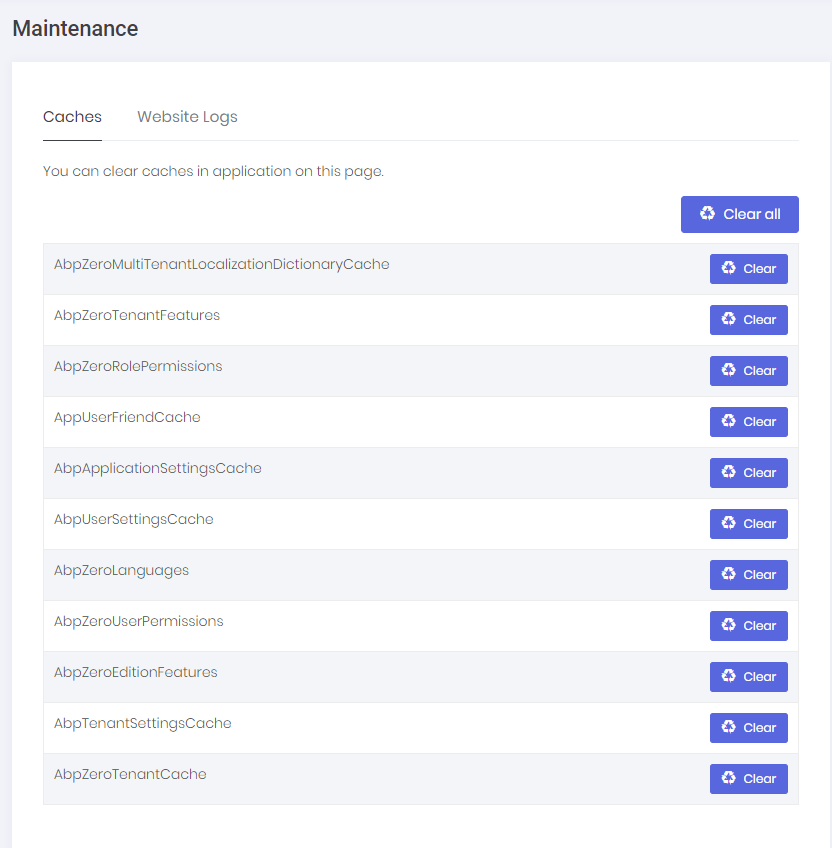 Maintenance
Caches Website Logs
You can clear caches in application on this page.
Clear all
AbpZeroMultiTenantLocalizationDictionaryCache Clear
AbpZeroTenantFeatures Clear
AbpZeroRolePermissions Clear
AppUserFriendCache Clear
AbpApplicationSettingsCache Clear
AbpUserSettingsCache Clear
AbpZeroLanguages Clear
AbpZeroUserPermissions Clear
AbpZeroEditionFeatures Clear
AbpTenantSettingsCache Clear
AbpZeroTenantCache Clear